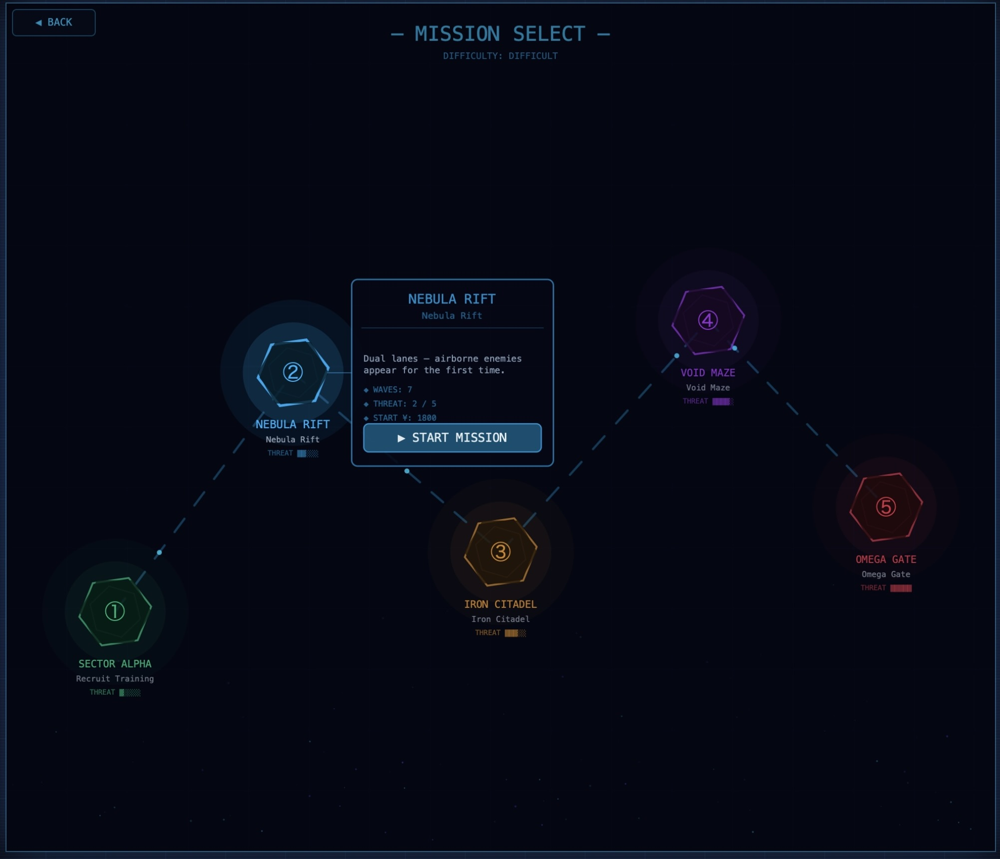 ◀ BACK
— MISSION SELECT —
DIFFICULTY: DIFFICULT
NEBULA RIFT
Nebula Rift
Dual lanes — airborne enemies
appear for the first time.
◆ WAVES: 7
◆ THREAT: 2 / 5
◆ START ¥: 1800
▶ START MISSION
①
SECTOR ALPHA
Recruit Training
THREAT ▓░░░░
②
NEBULA RIFT
Nebula Rift
THREAT ▓▓░░░
③
IRON CITADEL
Iron Citadel
THREAT ▓▓▓░░
④
VOID MAZE
Void Maze
THREAT ▓▓▓▓░
⑤
OMEGA GATE
Omega Gate
THREAT ▓▓▓▓▓